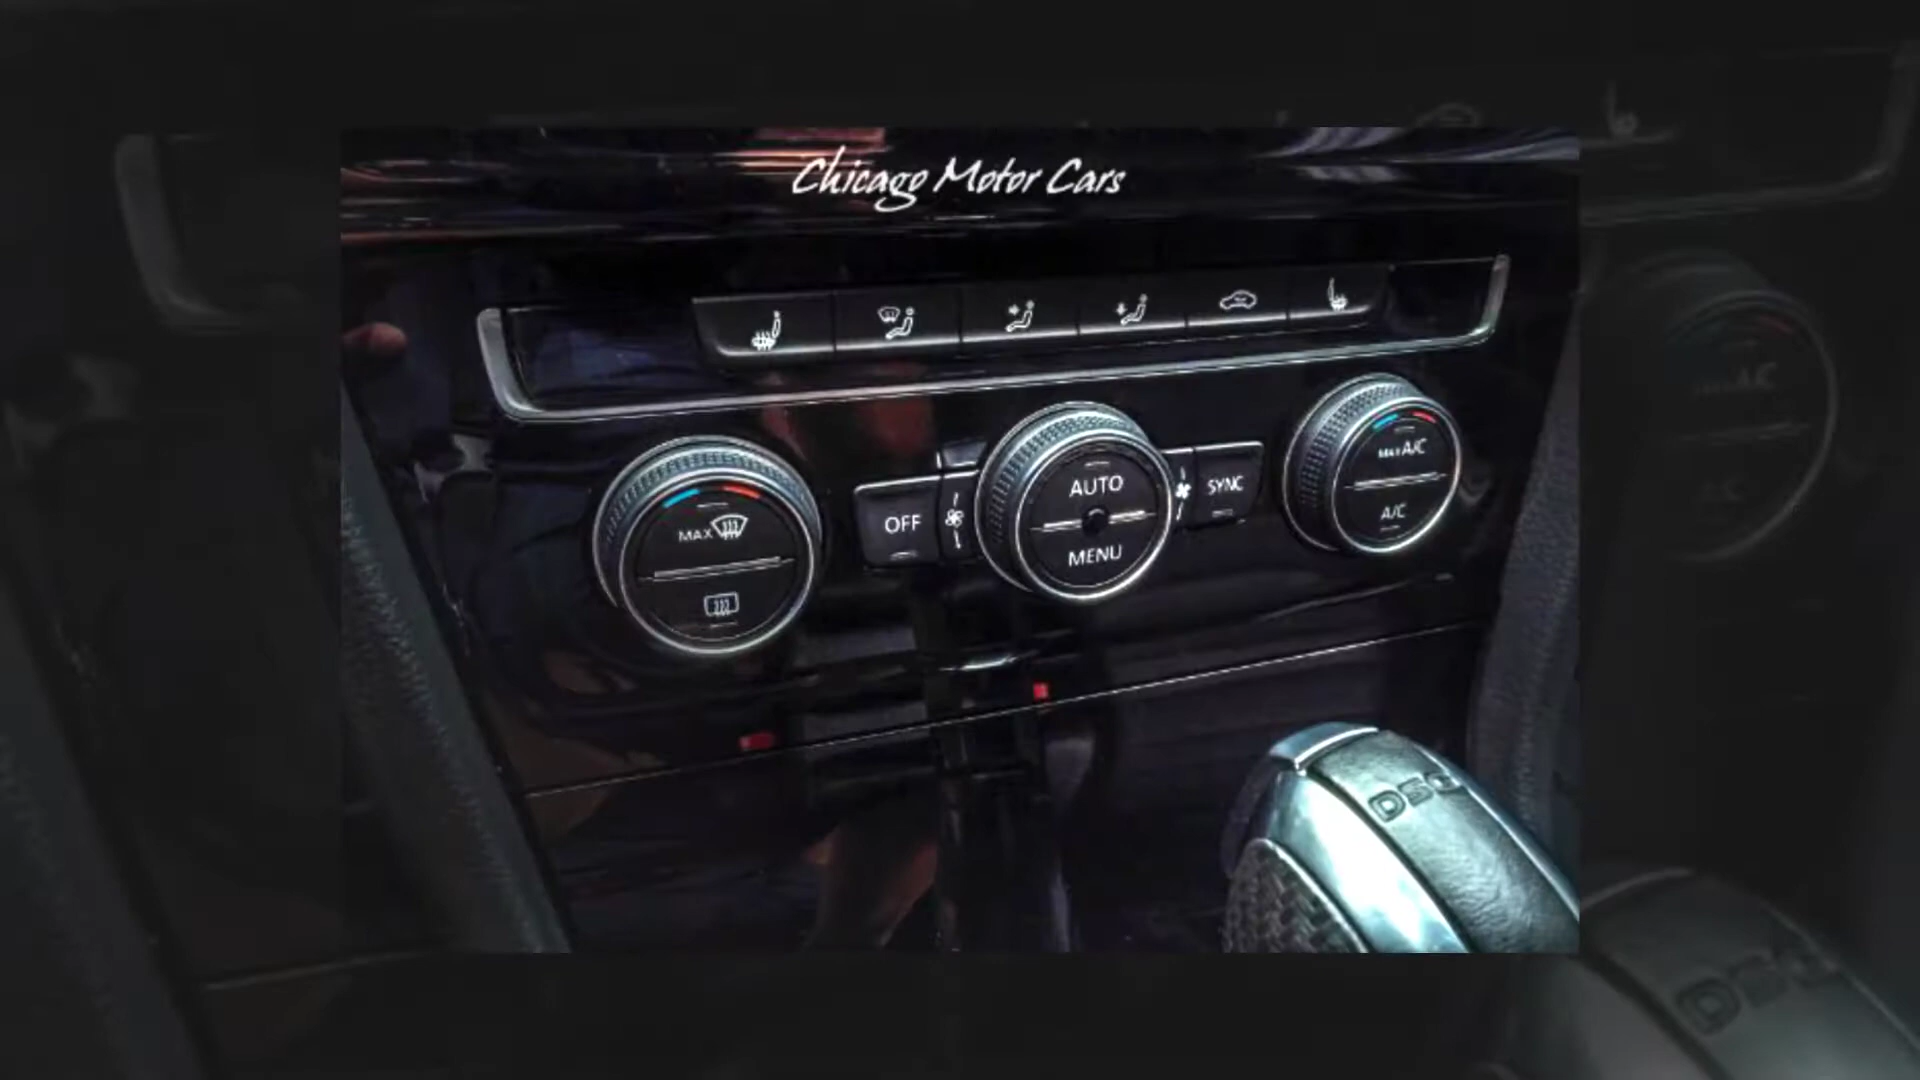 Chicago Motor Cars
MAX
OFF
AUTO
MENU
SYNC
MAX A/C
A/C
DSG